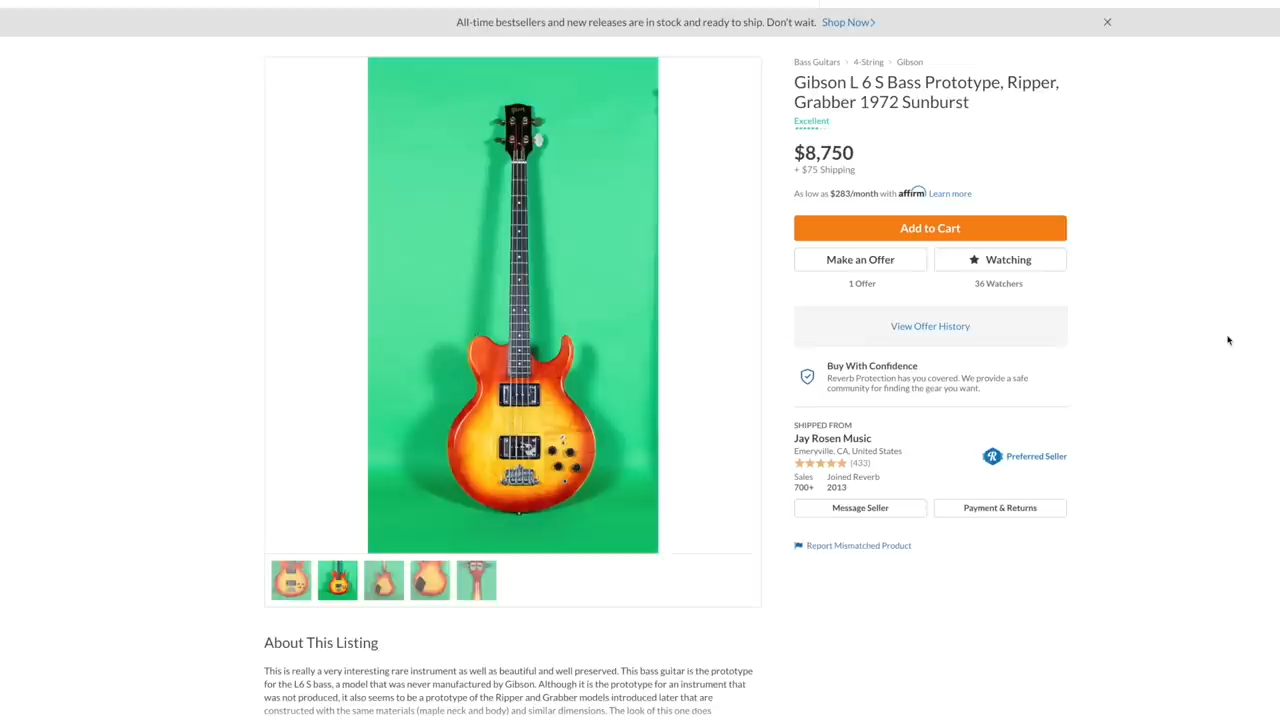 All-time bestsellers and new releases are in stock and ready to ship. Don't wait. Shop Now>
Bass Guitars > 4-String > Gibson
Gibson L 6 S Bass Prototype, Ripper,
Grabber 1972 Sunburst
Excellent
$8,750
+ $75 Shipping
As low as $283/month with affirm Learn more
Add to Cart
Make an Offer
Watching
1 Offer
36 Watchers
View Offer History
Buy With Confidence
Reverb Protection has you covered. We provide a safe
community for finding the gear you want.
SHIPPED FROM
Jay Rosen Music
Emeryville, CA, United States
(433)
Preferred Seller
Sales Joined Reverb
700+ 2013
Message Seller
Payment & Returns
Report Mismatched Product
About This Listing
This is really a very interesting rare instrument as well as beautiful and well preserved. This bass guitar is the prototype
for the L6 S bass, a model that was never manufactured by Gibson. Although it is the prototype for an instrument that
was not produced, it also seems to be a prototype of the Ripper and Grabber models introduced later that are
constructed with the same materials (maple neck and body) and similar dimensions. The look of this one does